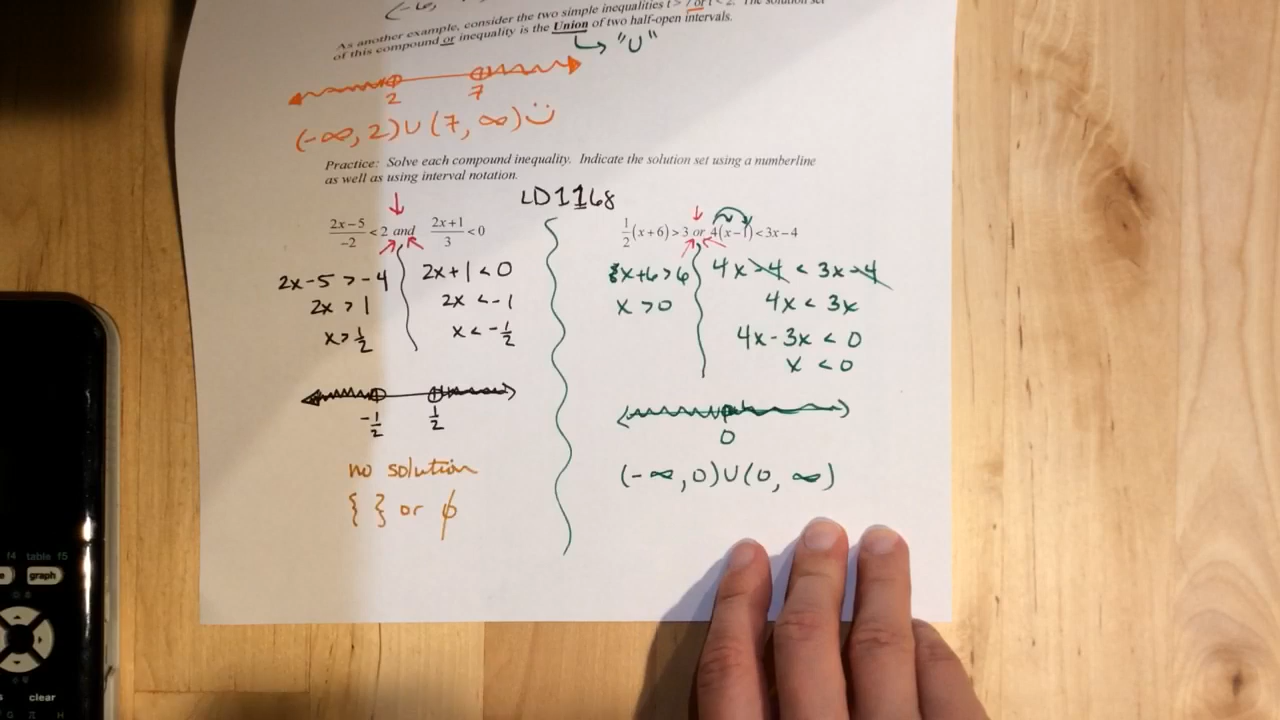 As another example, consider the two simple inequalities t > 7 or t < 2. The solution set
of this compound or inequality is the Union of two half-open intervals.
"U"
2 7
(-∞, 2) ∪ (7, ∞)
Practice: Solve each compound inequality. Indicate the solution set using a numberline
as well as using interval notation.
LD1168
(2x-5)/-2 < 2 and (2x+1)/3 < 0
2x-5 > -4
2x > 1
x > 1/2
2x+1 < 0
2x < -1
x < -1/2
-1/2 1/2
no solution
{ } or ∅
1/2(x+6) > 3 or 4(x-1) < 3x-4
x+6 > 6
x > 0
4x-4 < 3x-4
4x < 3x
4x-3x < 0
x < 0
0
(-∞, 0) ∪ (0, ∞)
f4 table f5
graph
clear